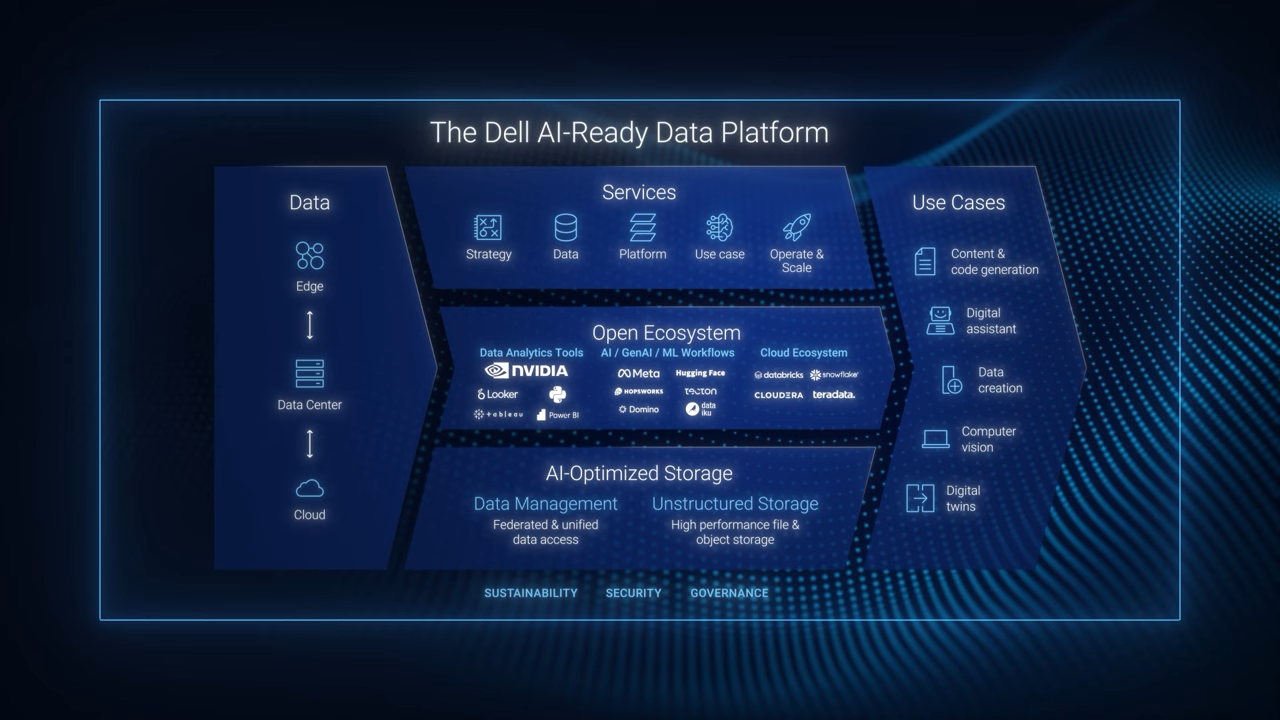 The Dell AI-Ready Data Platform
Data
Edge
Data Center
Cloud
Services
Strategy
Data
Platform
Use case
Operate &
Scale
Open Ecosystem
Data Analytics Tools
NVIDIA
Looker
+ a b l e a u
Power BI
AI / GenAI / ML Workflows
Meta
Hugging Face
HOPSWORKS
TECTON
Domino
data
iku
Cloud Ecosystem
databricks
snowflake
CLOUDERA
teradata.
AI-Optimized Storage
Data Management
Federated & unified
data access
Unstructured Storage
High performance file &
object storage
Use Cases
Content &
code generation
Digital
assistant
Data
creation
Computer
vision
Digital
twins
SUSTAINABILITY
SECURITY
GOVERNANCE